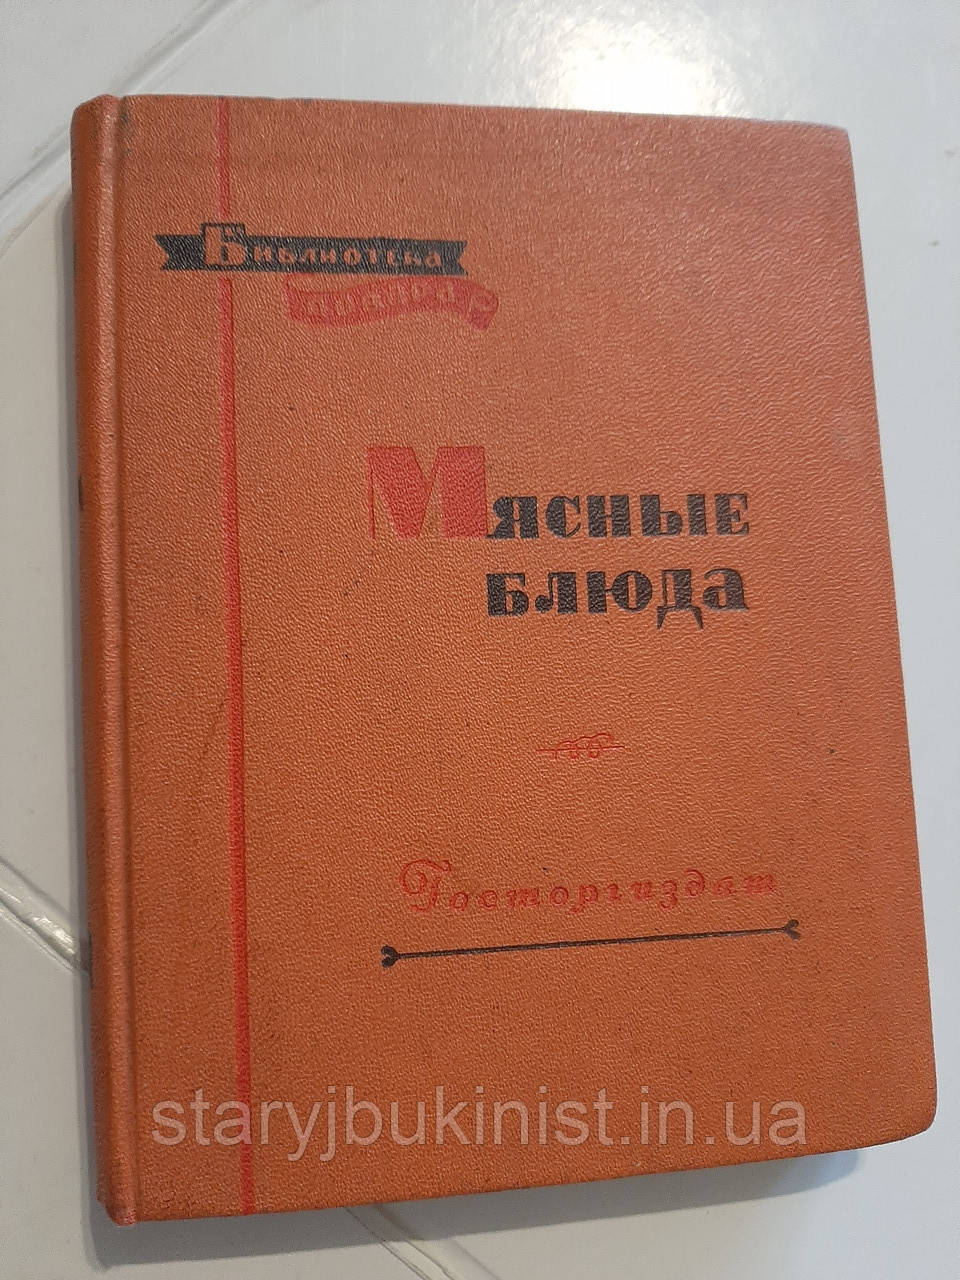 Библиотека
повара
Мясные
блюда
Госторгиздат
staryjbukinist.in.ua